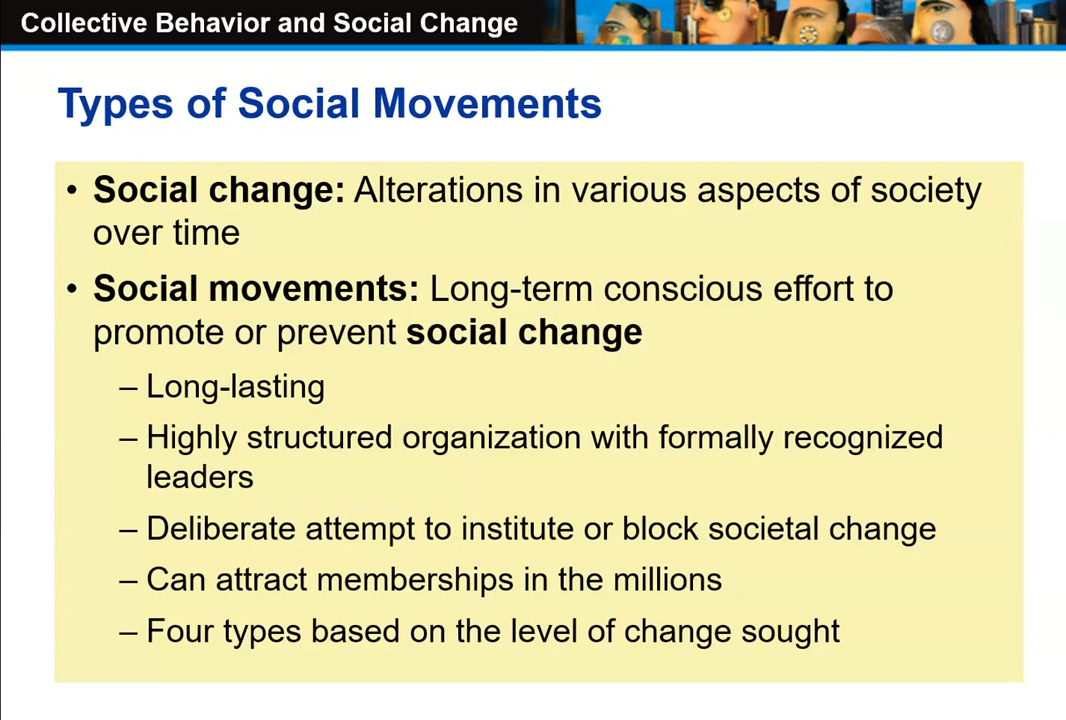 Collective Behavior and Social Change
Types of Social Movements
• Social change: Alterations in various aspects of society
over time
• Social movements: Long-term conscious effort to
promote or prevent social change
– Long-lasting
– Highly structured organization with formally recognized
leaders
– Deliberate attempt to institute or block societal change
– Can attract memberships in the millions
– Four types based on the level of change sought